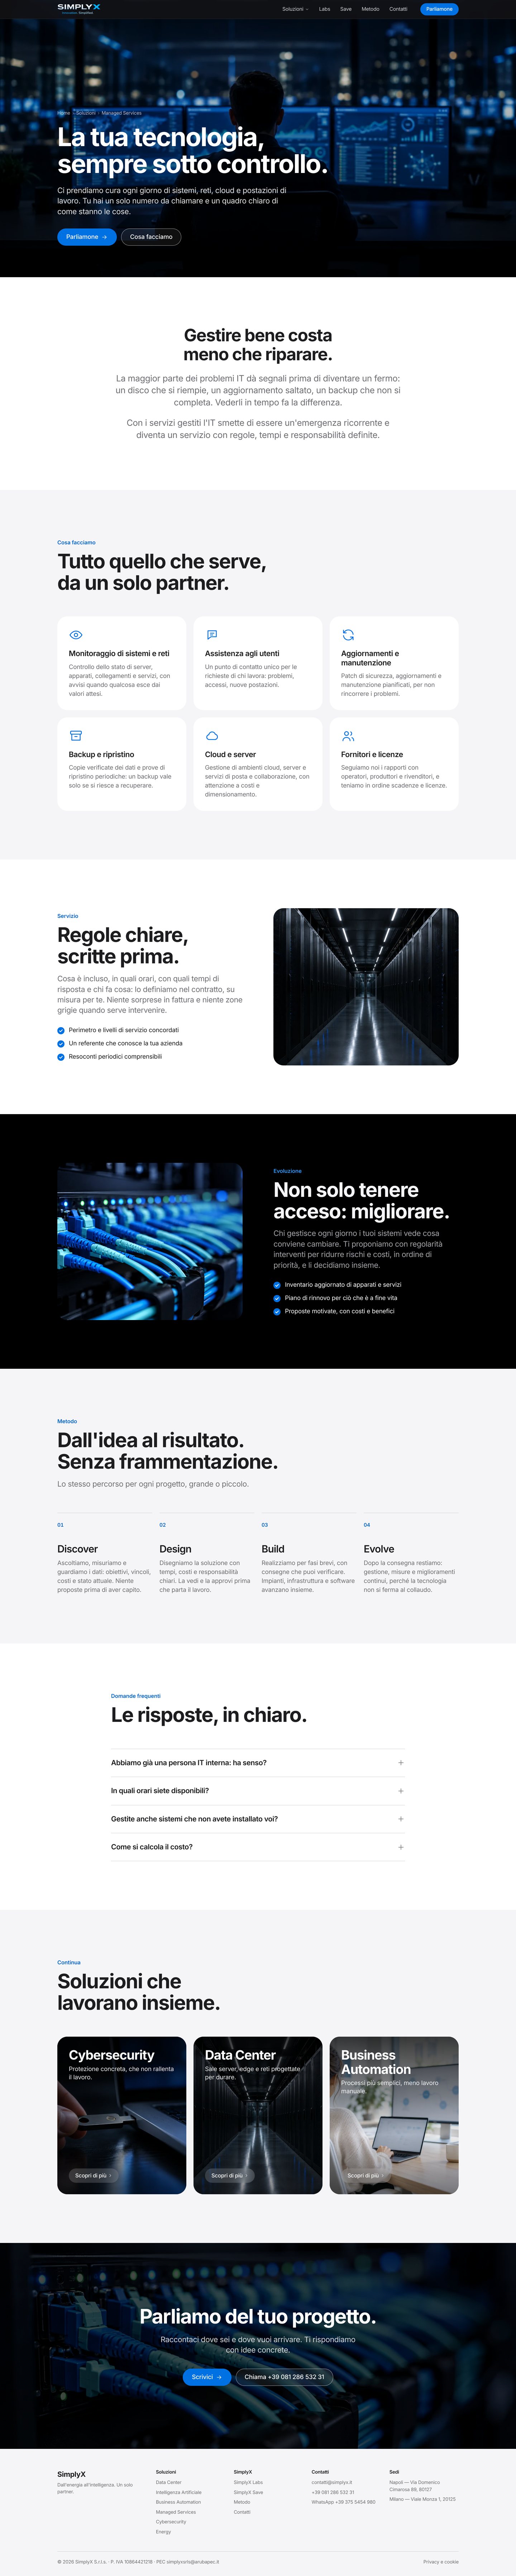 SIMPLYX
Soluzioni
Labs
Save
Metodo
Contatti
Parliamone
Home › Soluzioni › Managed Services
La tua tecnologia,
sempre sotto controllo.
Ci prendiamo cura ogni giorno di sistemi, reti, cloud e postazioni di
lavoro. Tu hai un solo numero da chiamare e un quadro chiaro di
come stanno le cose.
Parliamone →
Cosa facciamo
Gestire bene costa
meno che riparare.
La maggior parte dei problemi IT dà segnali prima di diventare un fermo:
un disco che si riempie, un aggiornamento saltato, un backup che non si
completa. Vederli in tempo fa la differenza.
Con i servizi gestiti l'IT smette di essere un'emergenza ricorrente e
diventa un servizio con regole, tempi e responsabilità definite.
Cosa facciamo
Tutto quello che serve,
da un solo partner.
Monitoraggio di sistemi e reti
Controllo dello stato di server,
apparati, collegamenti e servizi, con
avvisi quando qualcosa esce dai
valori attesi.
Assistenza agli utenti
Un punto di contatto unico per le
richieste di chi lavora: problemi,
accessi, nuove postazioni.
Aggiornamenti e
manutenzione
Patch di sicurezza, aggiornamenti e
manutenzione pianificati, per non
rincorrere i problemi.
Backup e ripristino
Copie verificate dei dati e prove di
ripristino periodiche: un backup vale
solo se si riesce a recuperare.
Cloud e server
Gestione di ambienti cloud, server e
servizi di posta e collaborazione, con
attenzione a costi e
dimensionamento.
Fornitori e licenze
Seguiamo noi i rapporti con
operatori, produttori e rivenditori, e
teniamo in ordine scadenze e licenze.
Servizio
Regole chiare,
scritte prima.
Cosa è incluso, in quali orari, con quali tempi di
risposta e chi fa cosa: lo definiamo nel contratto, su
misura per te. Niente sorprese in fattura e niente zone
grigie quando serve intervenire.
Perimetro e livelli di servizio concordati
Un referente che conosce la tua azienda
Resoconti periodici comprensibili
Evoluzione
Non solo tenere
acceso: migliorare.
Chi gestisce ogni giorno i tuoi sistemi vede cosa
conviene cambiare. Ti proponiamo con regolarità
interventi per ridurre rischi e costi, in ordine di
priorità, e li decidiamo insieme.
Inventario aggiornato di apparati e servizi
Piano di rinnovo per ciò che è a fine vita
Proposte motivate, con costi e benefici
Metodo
Dall'idea al risultato.
Senza frammentazione.
Lo stesso percorso per ogni progetto, grande o piccolo.
01
Discover
Ascoltiamo, misuriamo e
guardiamo i dati: obiettivi, vincoli,
costi e stato attuale. Niente
proposte prima di aver capito.
02
Design
Disegniamo la soluzione con
tempi, costi e responsabilità
chiari. La vedi e la approvi prima
che parta il lavoro.
03
Build
Realizziamo per fasi brevi, con
consegne che puoi verificare.
Impianti, infrastruttura e software
avanzano insieme.
04
Evolve
Dopo la consegna restiamo:
gestione, misure e miglioramenti
continui, perché la tecnologia
non si ferma al collaudo.
Domande frequenti
Le risposte, in chiaro.
Abbiamo già una persona IT interna: ha senso?
In quali orari siete disponibili?
Gestite anche sistemi che non avete installato voi?
Come si calcola il costo?
Continua
Soluzioni che
lavorano insieme.
Cybersecurity
Protezione concreta, che non rallenta
il lavoro.
Scopri di più ›
Data Center
Sale server, edge e reti progettate
per durare.
Scopri di più ›
Business
Automation
Processi più semplici, meno lavoro
manuale.
Scopri di più ›
Parliamo del tuo progetto.
Raccontaci dove sei e dove vuoi arrivare. Ti rispondiamo
con idee concrete.
Scrivici →
Chiama +39 081 286 532 31
SimplyX
Dall'energia all'intelligenza. Un solo
partner.
Soluzioni
Data Center
Intelligenza Artificiale
Business Automation
Managed Services
Cybersecurity
Energy
SimplyX
SimplyX Labs
SimplyX Save
Metodo
Contatti
Contatti
contatti@simplyx.it
+39 081 286 532 31
WhatsApp +39 375 5454 980
Sedi
Napoli — Via Domenico
Cimarosa 69, 80127
Milano — Viale Monza 1, 20125
© 2026 SimplyX S.r.l.s. · P. IVA 10864421218 · PEC simplyxsrls@arubapec.it
Privacy e cookie